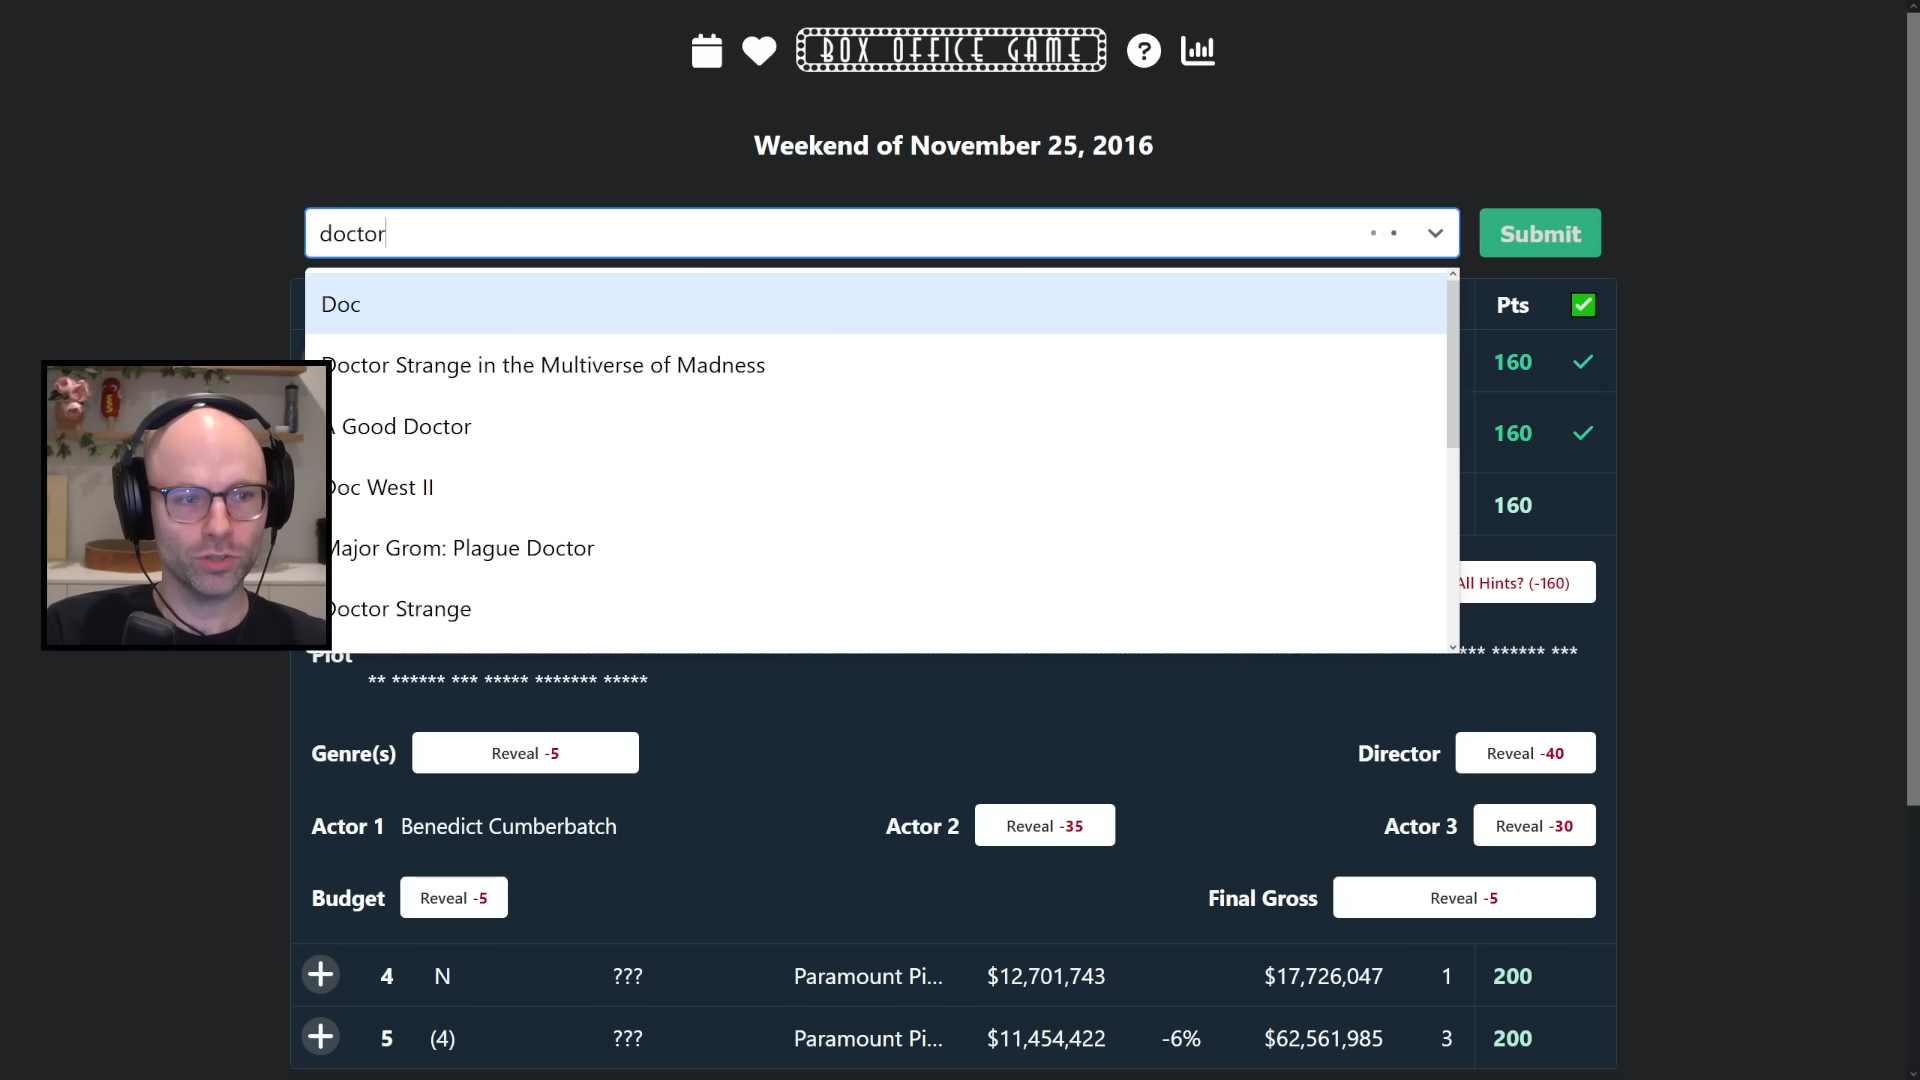 BOX OFFICE GAME ?
Weekend of November 25, 2016
doctor
Submit
Doc
Doctor Strange in the Multiverse of Madness
A Good Doctor
Doc West II
Major Grom: Plague Doctor
Doctor Strange
Pts
160
160
160
All Hints? (-160)
Plot
*** ****** ***
** ****** *** ***** ******* *****
Genre(s) Reveal -5 Director Reveal -40
Actor 1 Benedict Cumberbatch Actor 2 Reveal -35 Actor 3 Reveal -30
Budget Reveal -5 Final Gross Reveal -5
4 N ??? Paramount Pi... $12,701,743 $17,726,047 1 200
5 (4) ??? Paramount Pi... $11,454,422 -6% $62,561,985 3 200